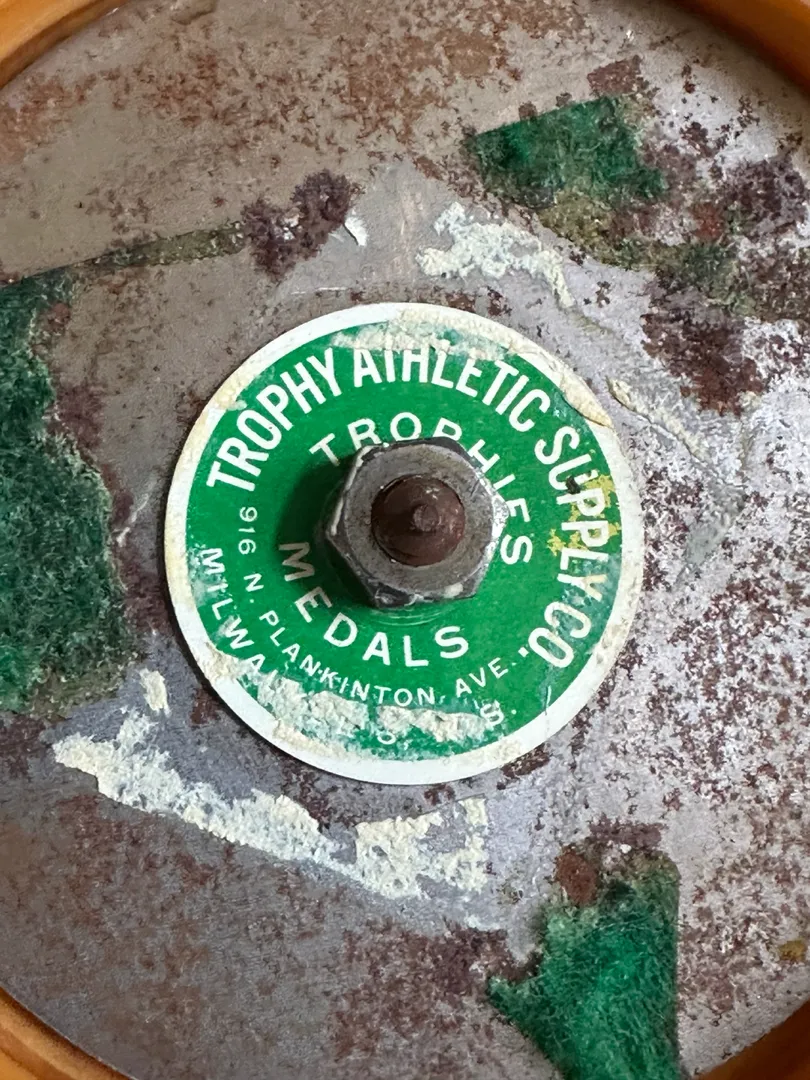 TROPHY ATHLETIC SUPPLY CO.
TROPHIES
MEDALS
916 N. PLANKINTON AVE.